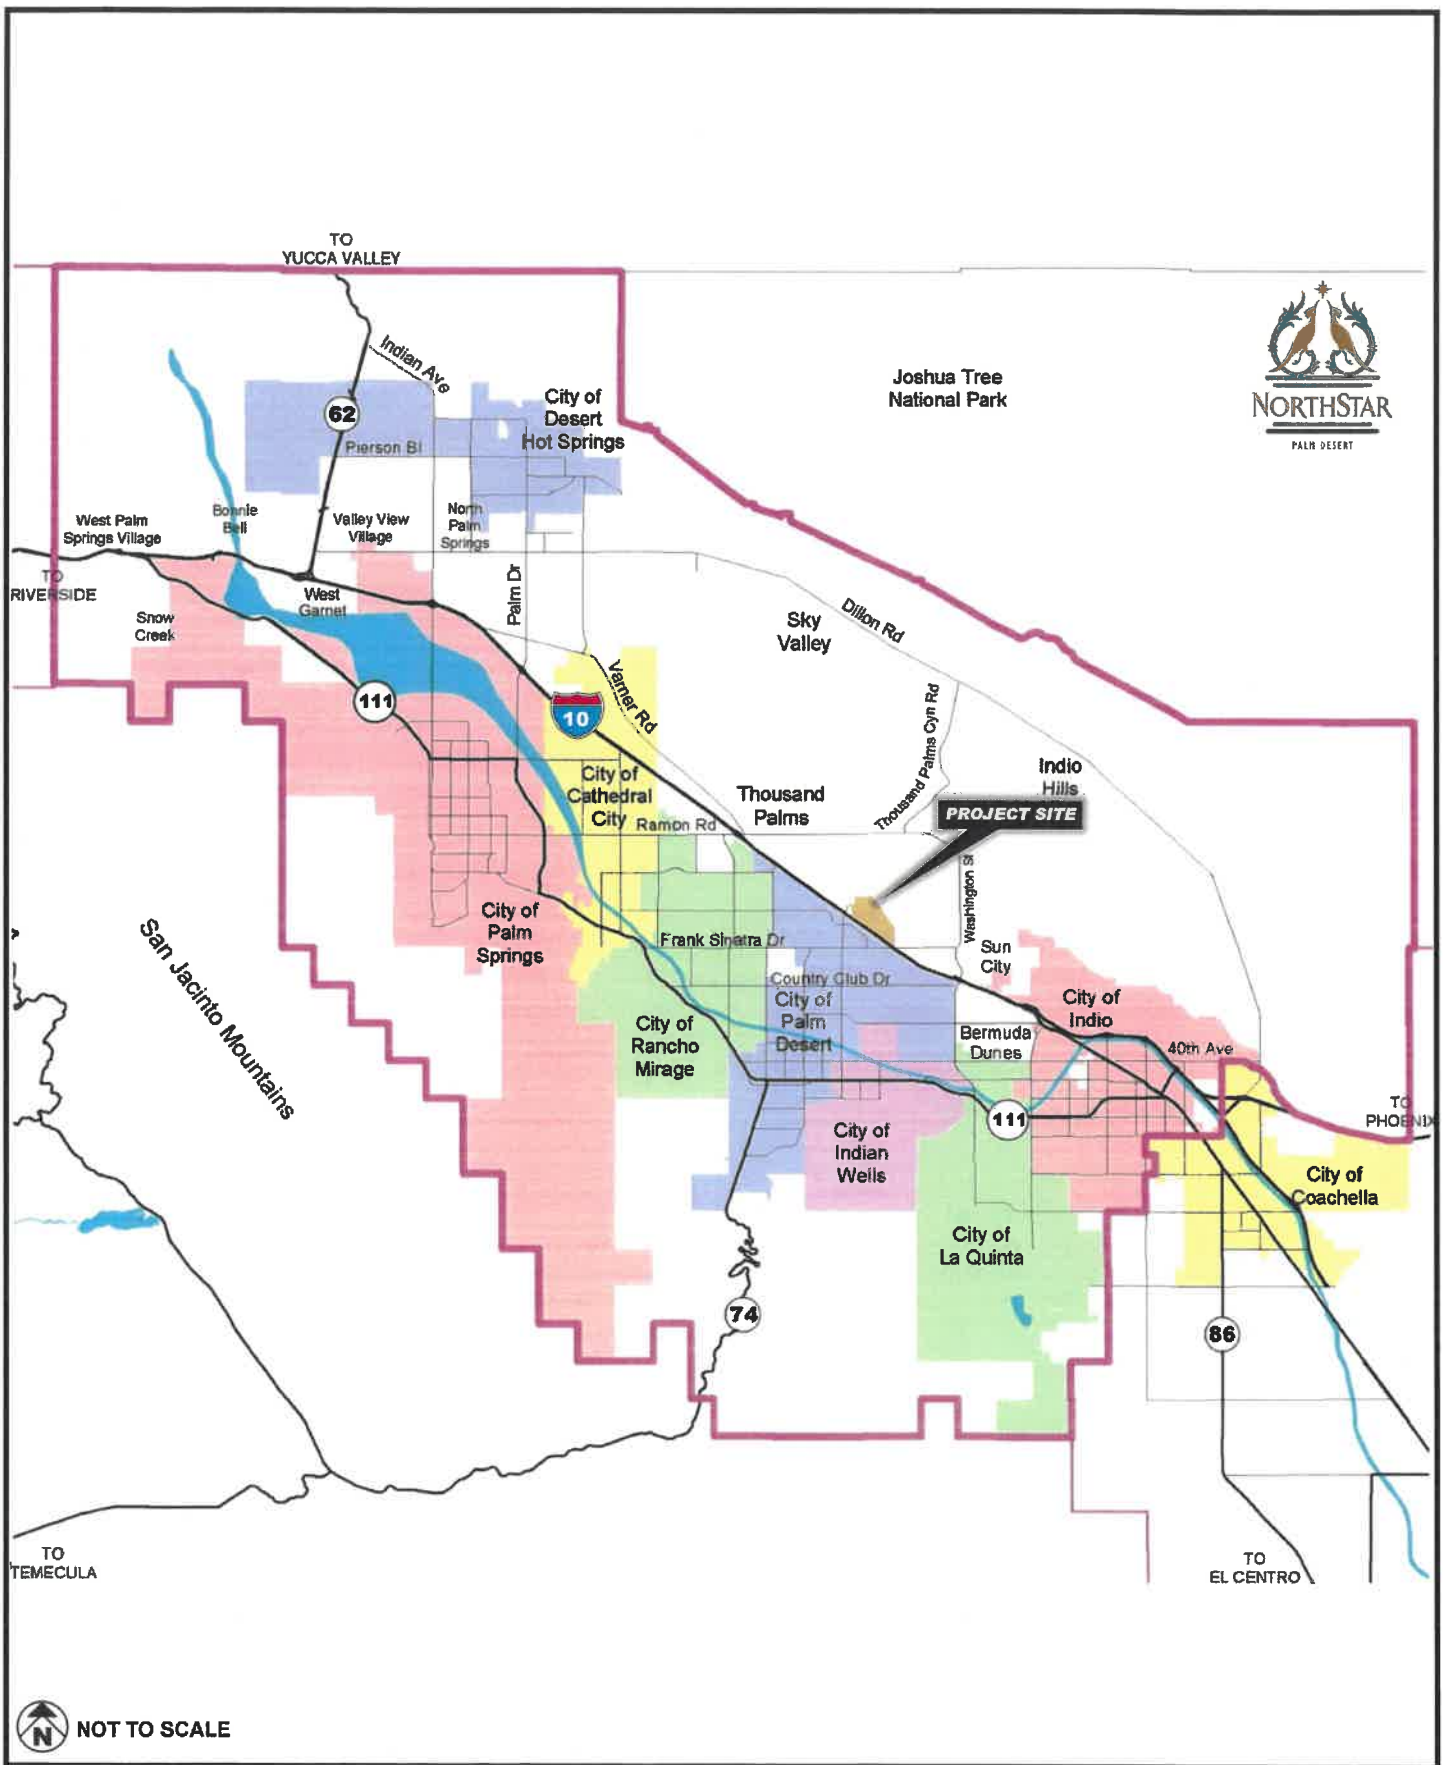 TO
YUCCA VALLEY
Indian Ave
62
City of
Desert
Hot Springs
Pierson Bl
Joshua Tree
National Park
NORTHSTAR
PALM DESERT
West Palm
Springs Village
Bonnie
Bell
Valley View
Village
North
Palm
Springs
TO
RIVERSIDE
West
Garnet
Snow
Creek
Palm Dr
Sky
Valley
Dillon Rd
Varner Rd
111
10
Thousand Palms Cyn Rd
Indio
Hills
City of
Cathedral
City
Ramon Rd
Thousand
Palms
PROJECT SITE
Washington St
San Jacinto Mountains
City of
Palm
Springs
Frank Sinatra Dr
Sun
City
Country Club Dr
City of
Palm
Desert
City of
Indio
City of
Rancho
Mirage
Bermuda
Dunes
40th Ave
TO
PHOENIX
111
City of
Indian
Wells
City of
Coachella
City of
La Quinta
74
86
TO
TEMECULA
TO
EL CENTRO
N
NOT TO SCALE